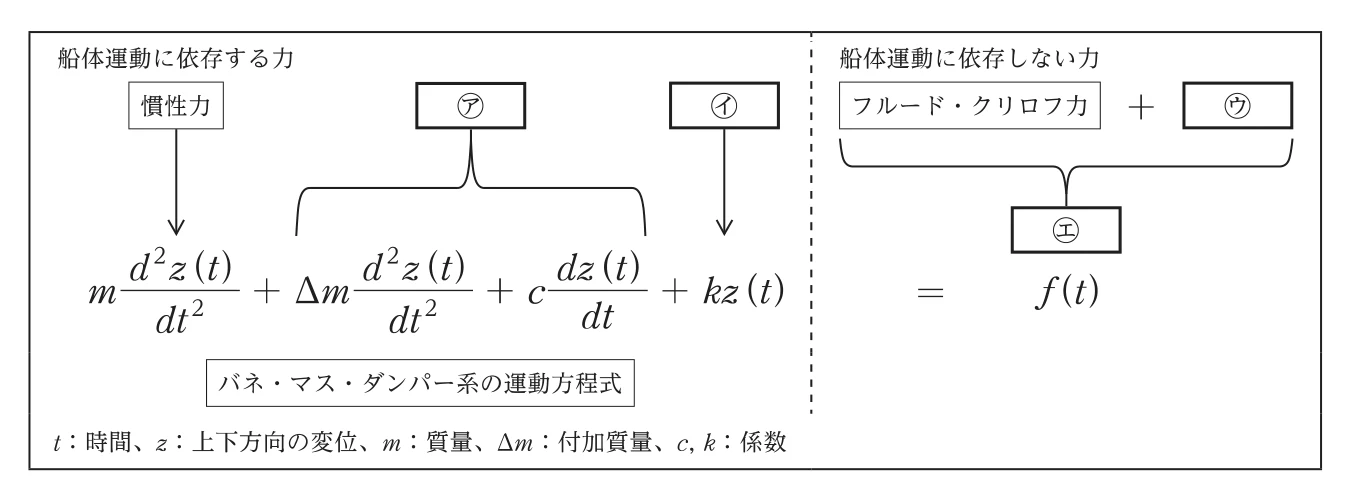 船体運動に依存する力
船体運動に依存しない力
慣性力
㋐
㋑
フルード・クリロフ力 + ㋒
㋓
m d²z(t)/dt² + Δm d²z(t)/dt² + c dz(t)/dt + kz(t) = f(t)
バネ・マス・ダンパー系の運動方程式
t:時間、z:上下方向の変位、m:質量、Δm:付加質量、c, k:係数